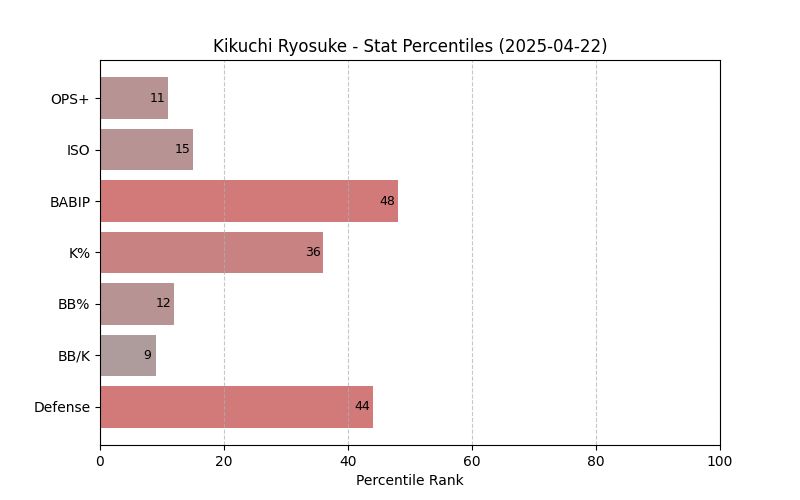 Kikuchi Ryosuke - Stat Percentiles (2025-04-22)
OPS+ 11
ISO 15
BABIP 48
K% 36
BB% 12
BB/K 9
Defense 44
0 20 40 60 80 100
Percentile Rank